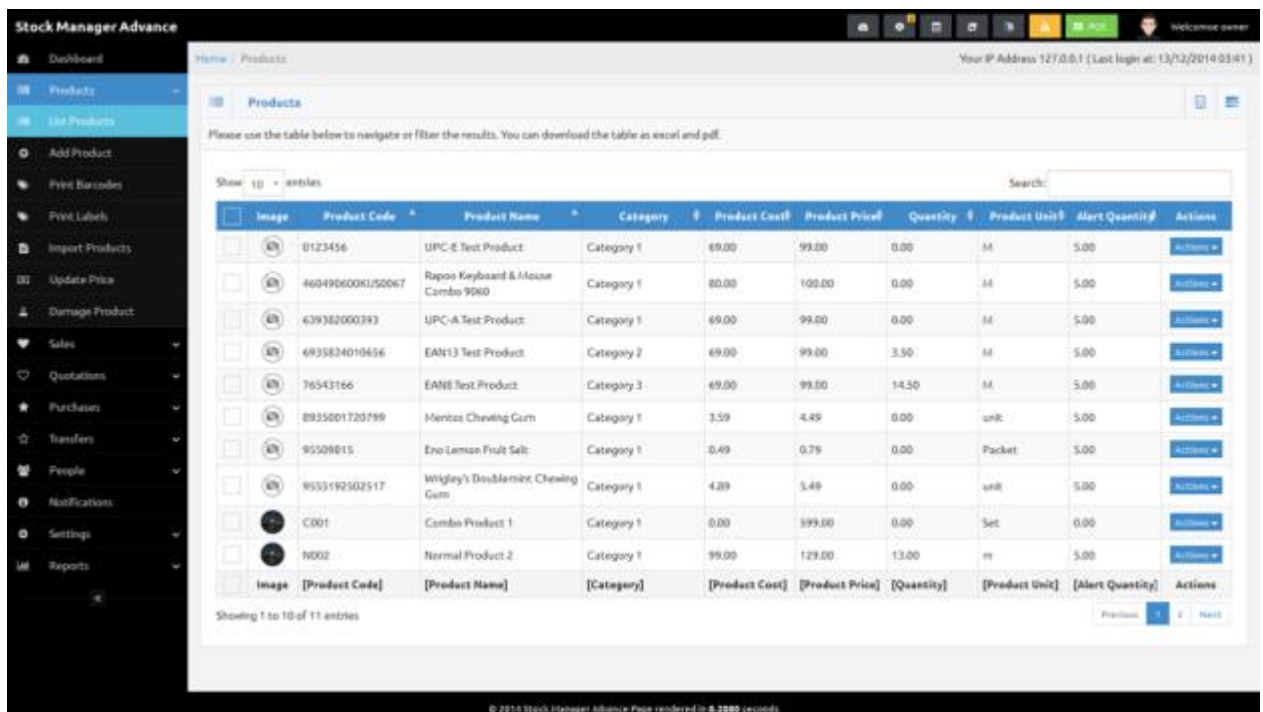 Stock Manager Advance
POS
Welcomoe owner
Dashboard
Home / Products
Your IP Address 127.0.0.1 ( Last login at: 13/12/2014 03:41 )
Products
List Products
Add Product
Print Barcodes
Print Labels
Import Products
Update Price
Damage Product
Sales
Quotations
Purchases
Transfers
People
Notifications
Settings
Reports
Products
Please use the table below to navigate or filter the results. You can download the table as excel and pdf.
Show 10 entries
Search:
Image Product Code Product Name Category Product Cost Product Price Quantity Product Unit Alert Quantity Actions
0123456 UPC-E Test Product Category 1 69.00 99.00 0.00 M 5.00 Actions
Rapoo Keyboard & Mouse Combo 9060 Category 1 80.00 100.00 0.00 M 5.00 Actions
639382000393 UPC-A Test Product Category 1 69.00 99.00 0.00 M 5.00 Actions
6935834010656 EAN13 Test Product Category 2 69.00 99.00 3.50 M 5.00 Actions
76543166 EAN8 Test Product Category 3 69.00 99.00 14.50 M 5.00 Actions
8935001720799 Mentos Chewing Gum Category 1 3.59 4.49 0.00 unit 5.00 Actions
95509815 Eno Lemon Fruit Salt Category 1 0.49 0.79 0.00 Packet 5.00 Actions
9555192502517 Wrigley's Doublemint Chewing Gum Category 1 4.89 5.49 0.00 unit 5.00 Actions
C001 Combo Product 1 Category 1 0.00 599.00 0.00 Set 0.00 Actions
N002 Normal Product 2 Category 1 99.00 129.00 13.00 m 5.00 Actions
Image [Product Code] [Product Name] [Category] [Product Cost] [Product Price] [Quantity] [Product Unit] [Alert Quantity] Actions
Showing 1 to 10 of 11 entries
Previous 1 2 Next
© 2014 Stock Manager Advance Page rendered in 0.2080 seconds